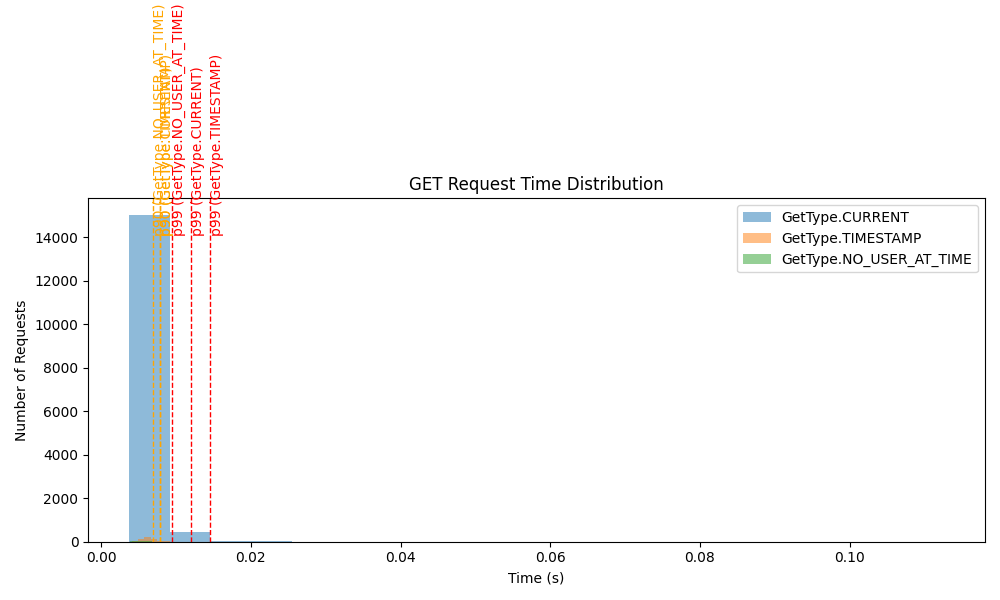 p99 (GetType.NO_USER_AT_TIME)
p99 (GetType.CURRENT)
p99 (GetType.TIMESTAMP)
GET Request Time Distribution
GetType.CURRENT
GetType.TIMESTAMP
GetType.NO_USER_AT_TIME
Number of Requests
14000
12000
10000
8000
6000
4000
2000
0
0.00
0.02
0.04
0.06
0.08
0.10
Time (s)